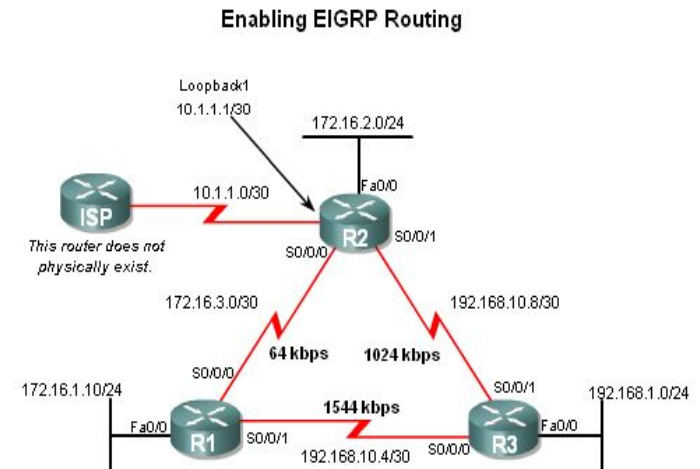 Enabling EIGRP Routing
Loopback1
10.1.1.1/30
172.16.2.0/24
Fa0/0
10.1.1.0/30
ISP
R2
S0/0/1
This router does not
physically exist.
S0/0/0
172.16.3.0/30
192.168.10.8/30
64 kbps
1024 kbps
S0/0/0
S0/0/1
172.16.1.10/24
192.168.1.0/24
1544 kbps
Fa0/0
R1
S0/0/1
192.168.10.4/30
S0/0/0
R3
Fa0/0